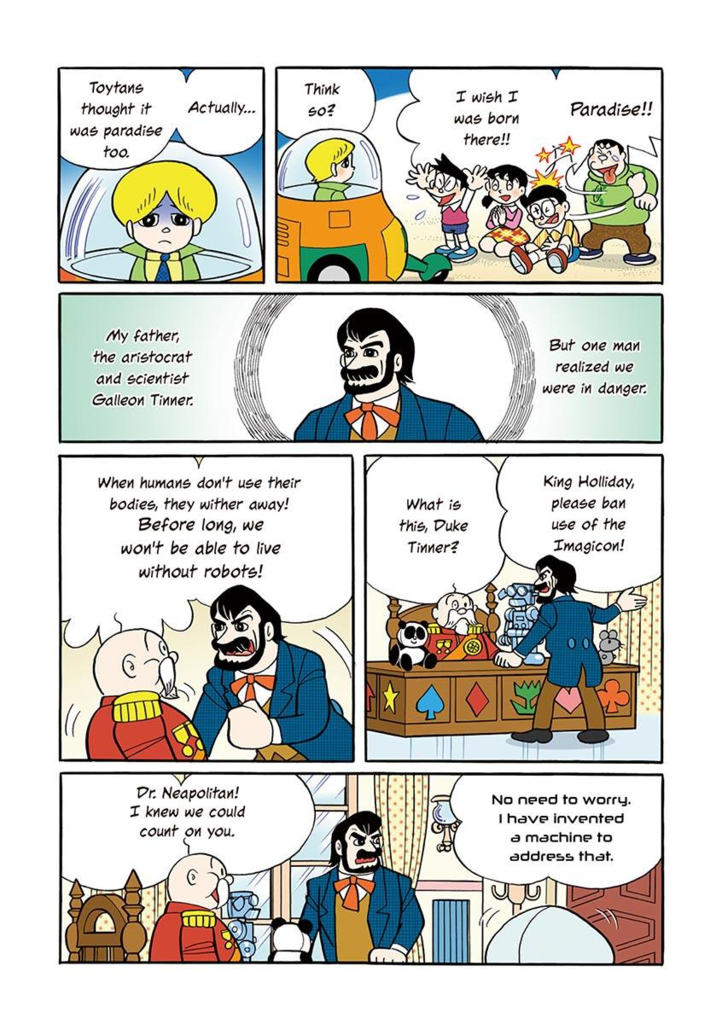 Paradise!!
I wish I
was born
there!!
Think
so?
Actually...
Toytans
thought it
was paradise
too.
But one man
realized we
were in danger.
My father,
the aristocrat
and scientist
Galleon Tinner.
King Holliday,
please ban
use of the
Imagicon!
What is
this, Duke
Tinner?
When humans don't use their
bodies, they wither away!
Before long, we
won't be able to live
without robots!
No need to worry.
I have invented
a machine to
address that.
Dr. Neapolitan!
I knew we could
count on you.